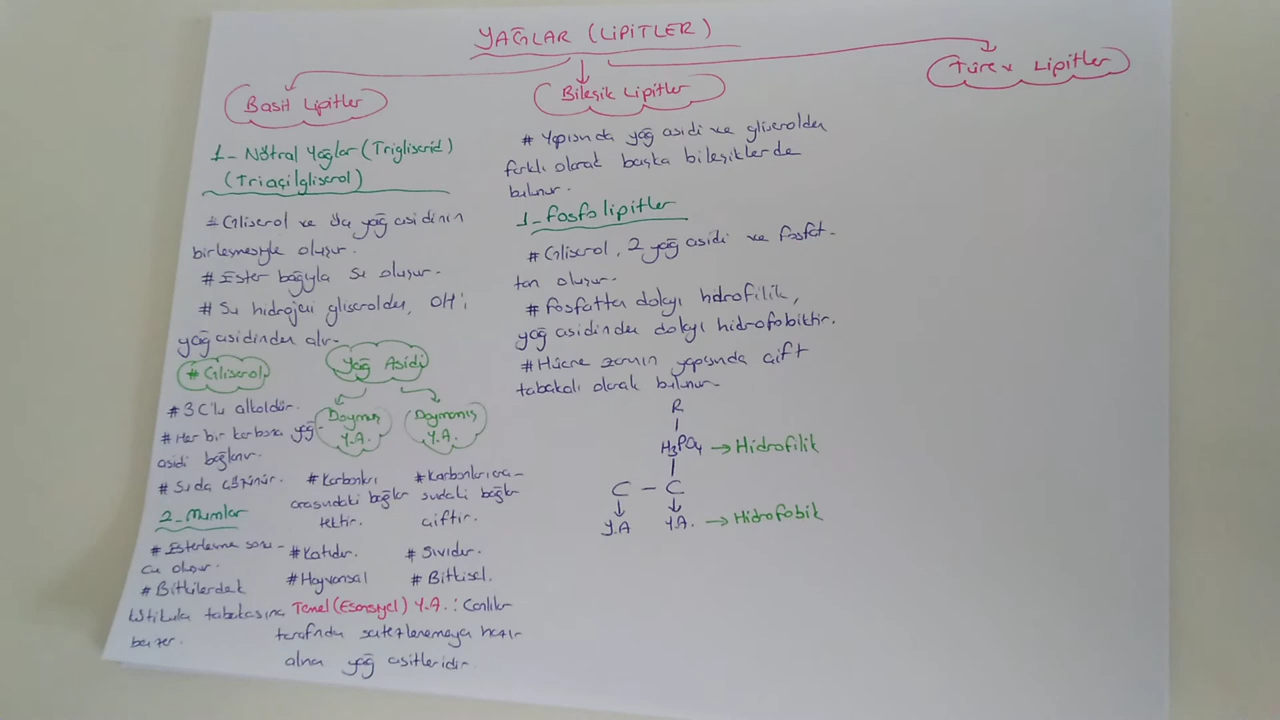 YAĞLAR (LİPİTLER)
Basit Lipitler
1- Nötral Yağlar (Trigliserid)
(Triaçilgliserol)
# Gliserol ve üç yağ asidinin
birleşmesiyle oluşur.
# Ester bağıyla su oluşur.
# Su hidrojeni gliserolden, OH'i
yağ asidinden alır.
# Gliserol
# 3 C'lu alkoldür.
# Her bir karbona yağ
asidi bağlanır.
# Suda çözünür.
Yağ Asidi
Doymuş
Y.A.
# Karbonları
arasındaki bağlar
tektir.
# Katıdır.
# Hayvansal
Doymamış
Y.A.
# Karbonları ara-
sındaki bağlar
çiftir.
# Sıvıdır.
# Bitkisel.
2- Mumlar
# Esterleşme sonu-
cu oluşur.
# Bitkilerdeki
kütikula tabakasına
benzer.
Temel (Esansiyel) Y.A. : Canlılar
tarafından sentezlenemeyen hazır
alınan yağ asitleridir.
Bileşik Lipitler
# Yapısında yağ asidi ve gliserolden
farklı olarak başka bileşiklerde
bulunur.
1- Fosfolipitler
# Gliserol, 2 yağ asidi ve fosfat-
tan oluşur.
# Fosfattan dolayı hidrofilik,
yağ asidinden dolayı hidrofobiktir.
# Hücre zarının yapısında çift
tabakalı olarak bulunur.
R
H3PO4 → Hidrofilik
C - C
Y.A Y.A. → Hidrofobik
Türev Lipitler